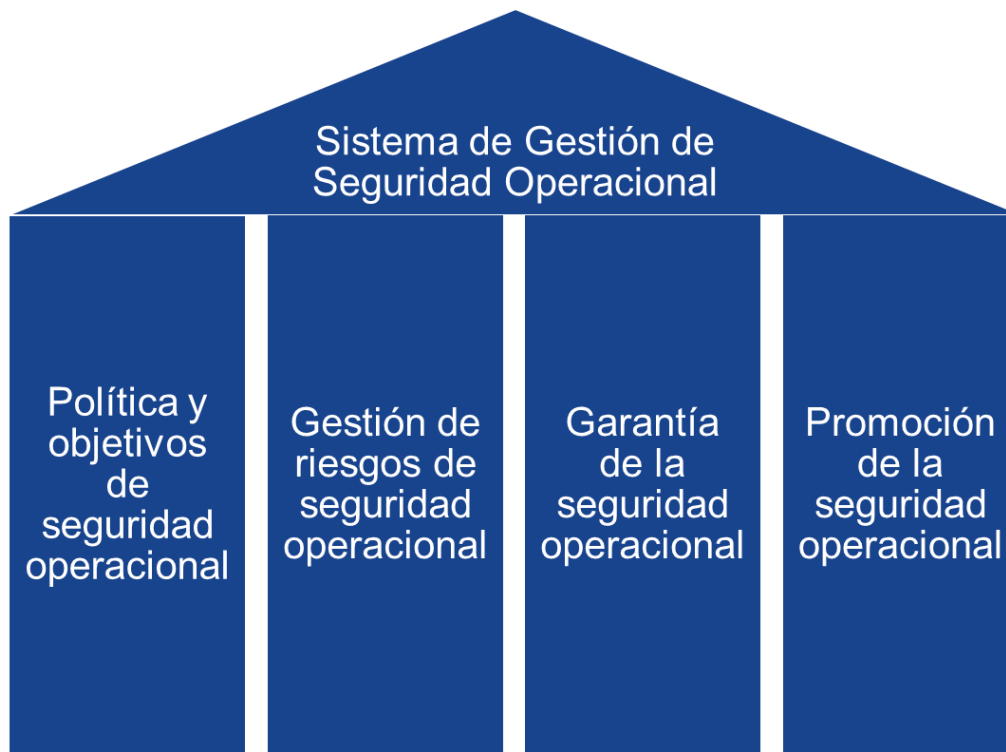 Sistema de Gestión de
Seguridad Operacional
Política y
objetivos
de
seguridad
operacional
Gestión de
riesgos de
seguridad
operacional
Garantía
de la
seguridad
operacional
Promoción
de la
seguridad
operacional